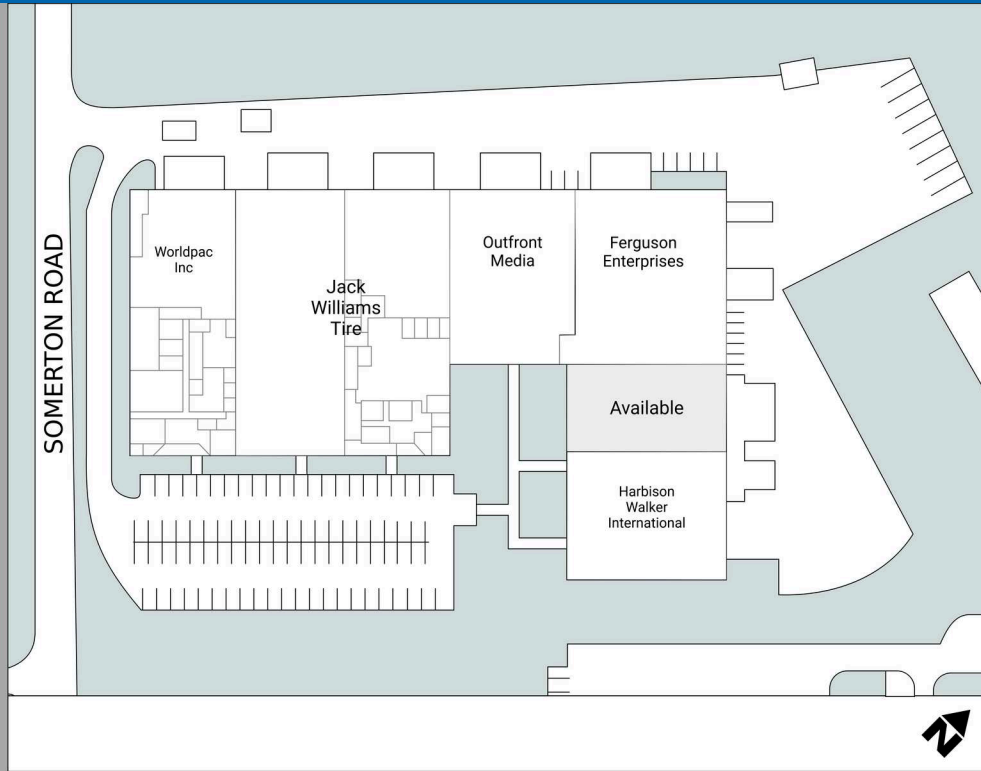 SOMERTON ROAD
Worldpac
Inc
Jack
Williams
Tire
Outfront
Media
Ferguson
Enterprises
Available
Harbison
Walker
International
N